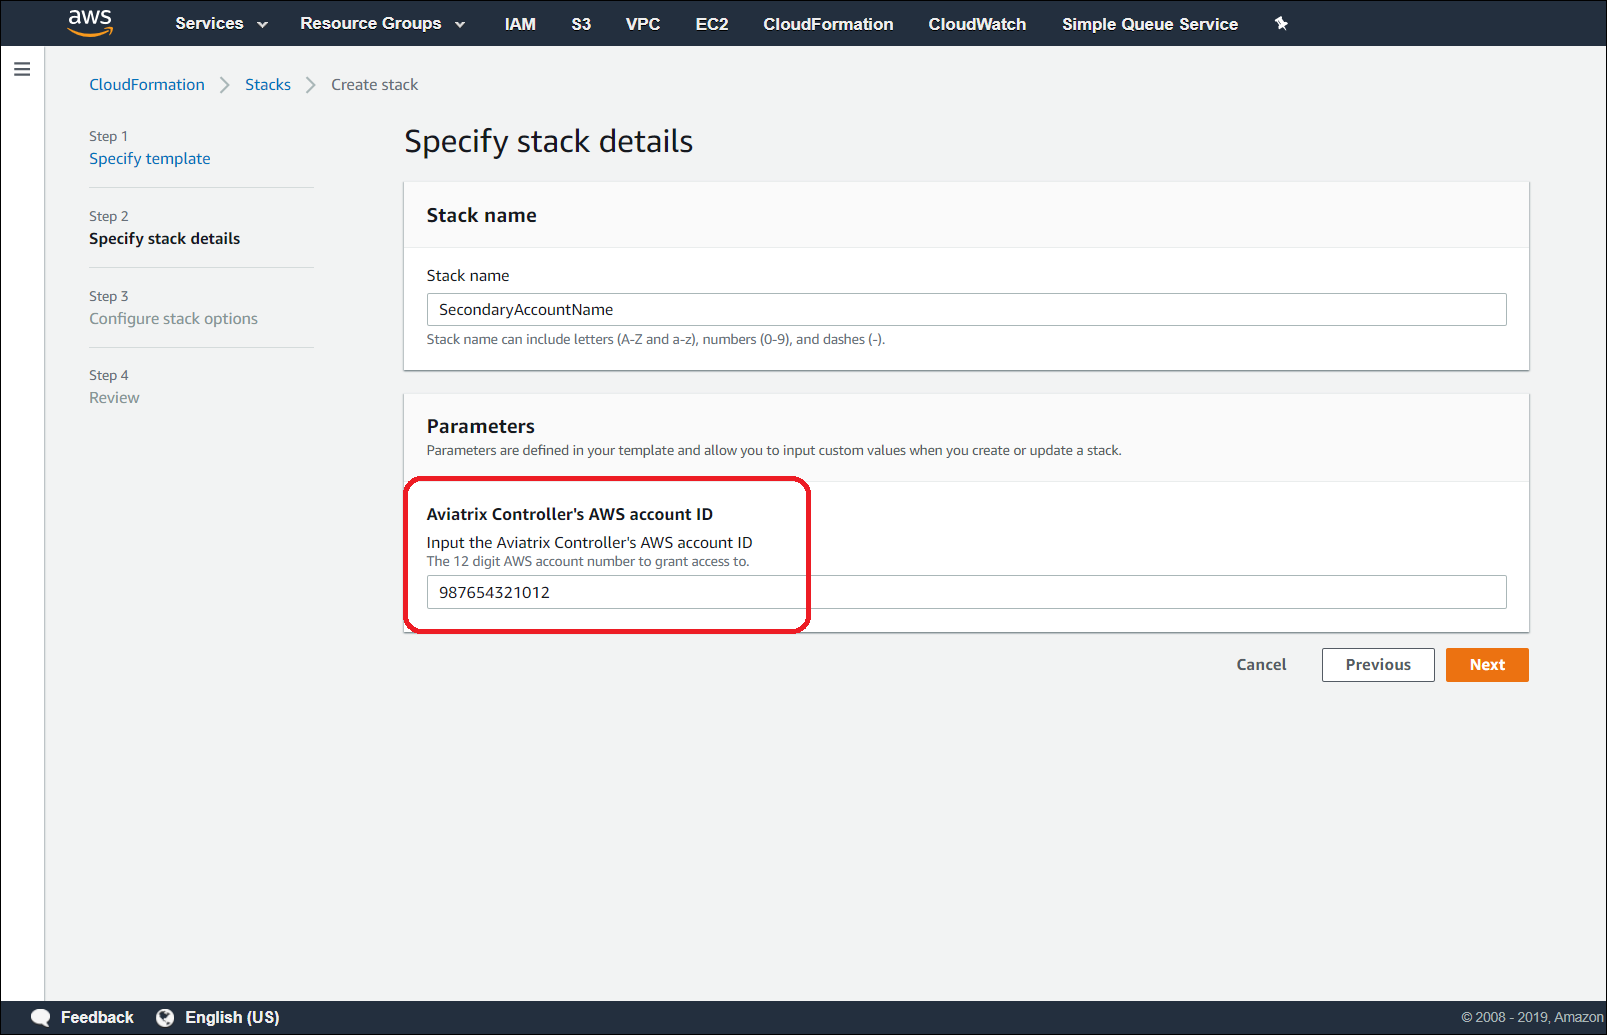 aws Services Resource Groups IAM S3 VPC EC2 CloudFormation CloudWatch Simple Queue Service
CloudFormation Stacks Create stack
Step 1
Specify template
Step 2
Specify stack details
Step 3
Configure stack options
Step 4
Review
Specify stack details
Stack name
Stack name
SecondaryAccountName
Stack name can include letters (A-Z and a-z), numbers (0-9), and dashes (-).
Parameters
Parameters are defined in your template and allow you to input custom values when you create or update a stack.
Aviatrix Controller's AWS account ID
Input the Aviatrix Controller's AWS account ID
The 12 digit AWS account number to grant access to.
987654321012
Cancel Previous Next
Feedback English (US) © 2008 - 2019, Amazon